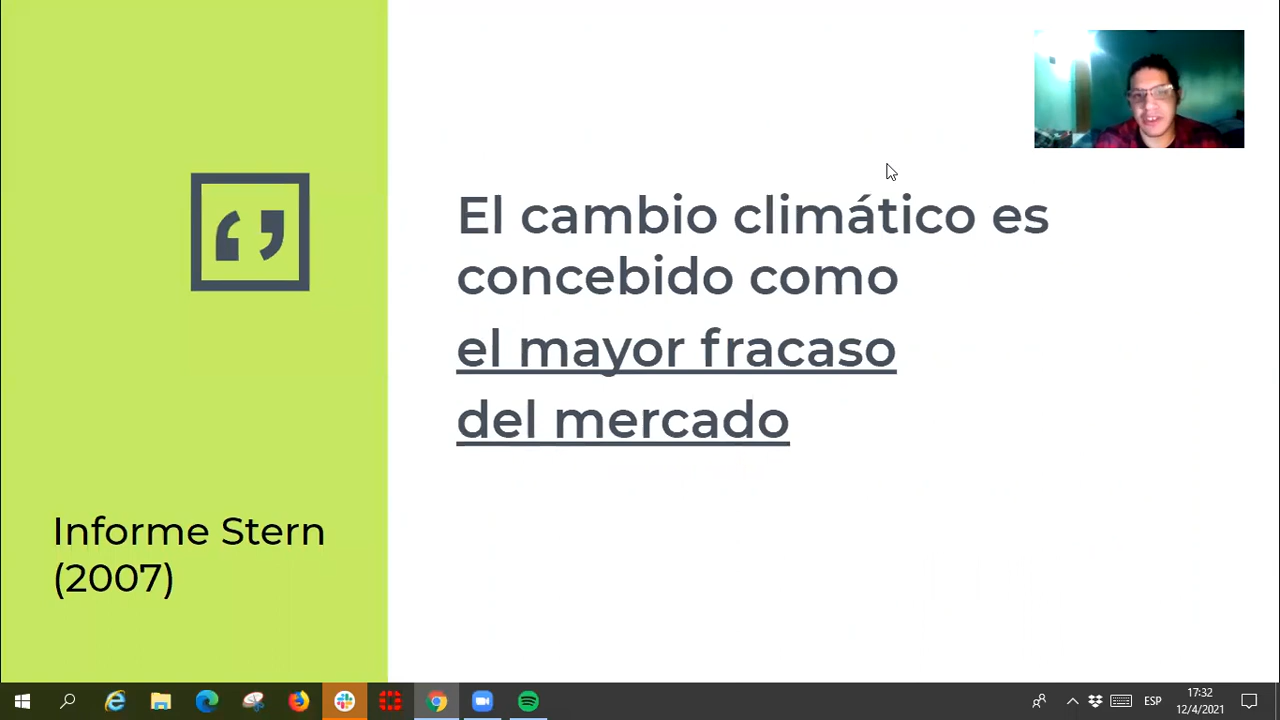 El cambio climático es
concebido como
el mayor fracaso
del mercado
Informe Stern
(2007)
ESP
17:32
12/4/2021